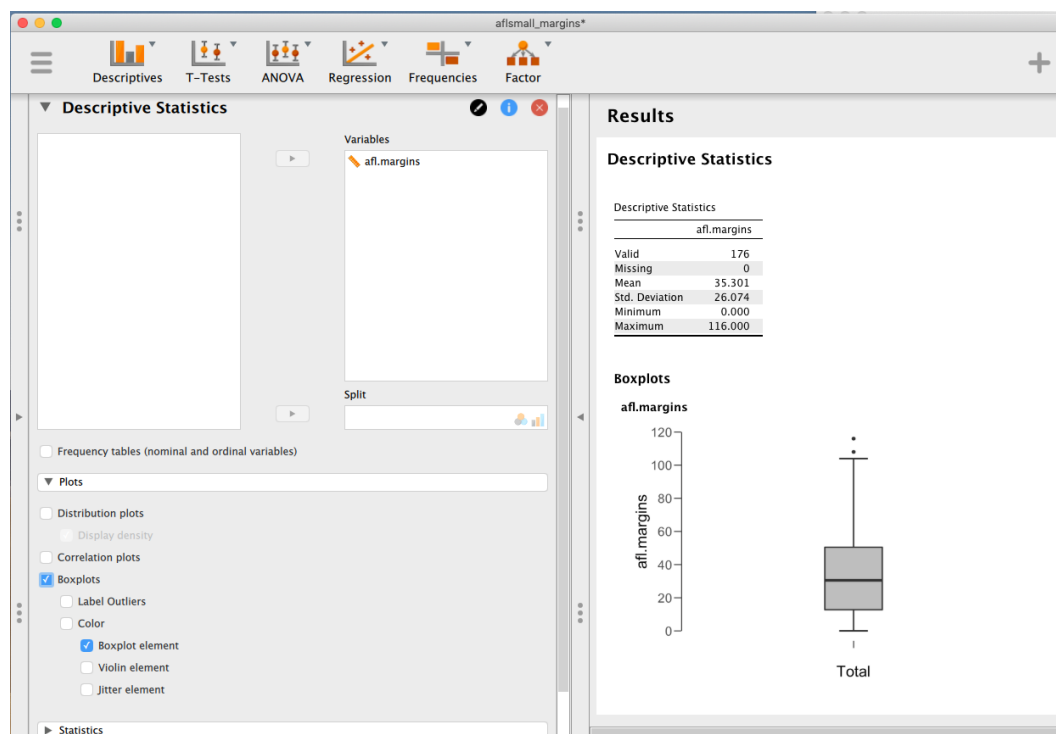 aflsmall_margins*
Descriptives T-Tests ANOVA Regression Frequencies Factor
Descriptive Statistics
Variables
afl.margins
Split
Frequency tables (nominal and ordinal variables)
Plots
Distribution plots
Display density
Correlation plots
Boxplots
Label Outliers
Color
Boxplot element
Violin element
Jitter element
Statistics
Results
Descriptive Statistics
Descriptive Statistics
afl.margins
Valid 176
Missing 0
Mean 35.301
Std. Deviation 26.074
Minimum 0.000
Maximum 116.000
Boxplots
afl.margins
afl.margins
120
100
80
60
40
20
0
Total